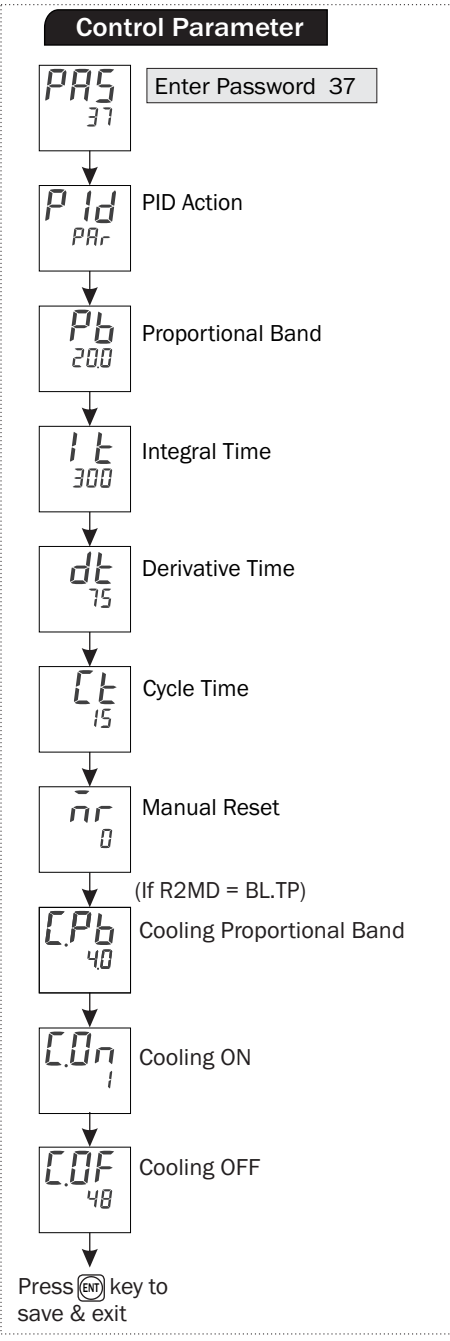 Control Parameter
PAS
37
Enter Password 37
PId
PAr
PID Action
Pb
20.0
Proportional Band
It
300
Integral Time
dt
75
Derivative Time
Ct
15
Cycle Time
n̄r
0
Manual Reset
(If R2MD = BL.TP)
C.Pb
4.0
Cooling Proportional Band
C.On
1
Cooling ON
C.OF
48
Cooling OFF
Press ENT key to
save & exit